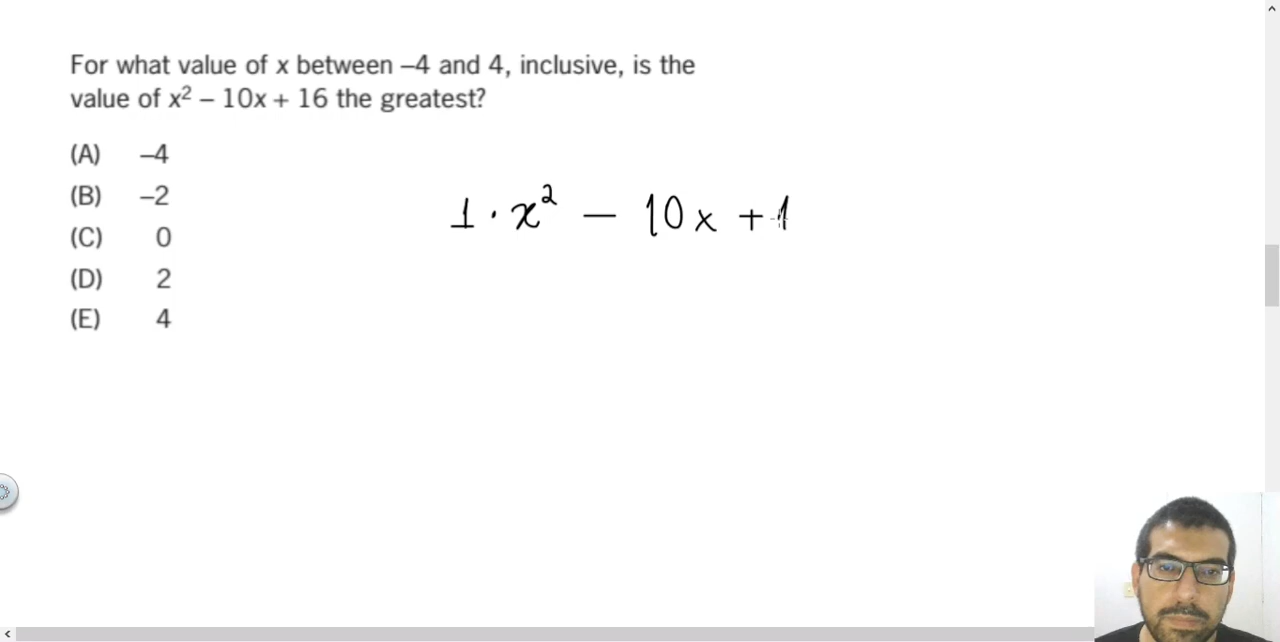 For what value of x between –4 and 4, inclusive, is the
value of x² – 10x + 16 the greatest?
(A) –4
(B) –2
(C) 0
(D) 2
(E) 4
1 · x² – 10x + 1